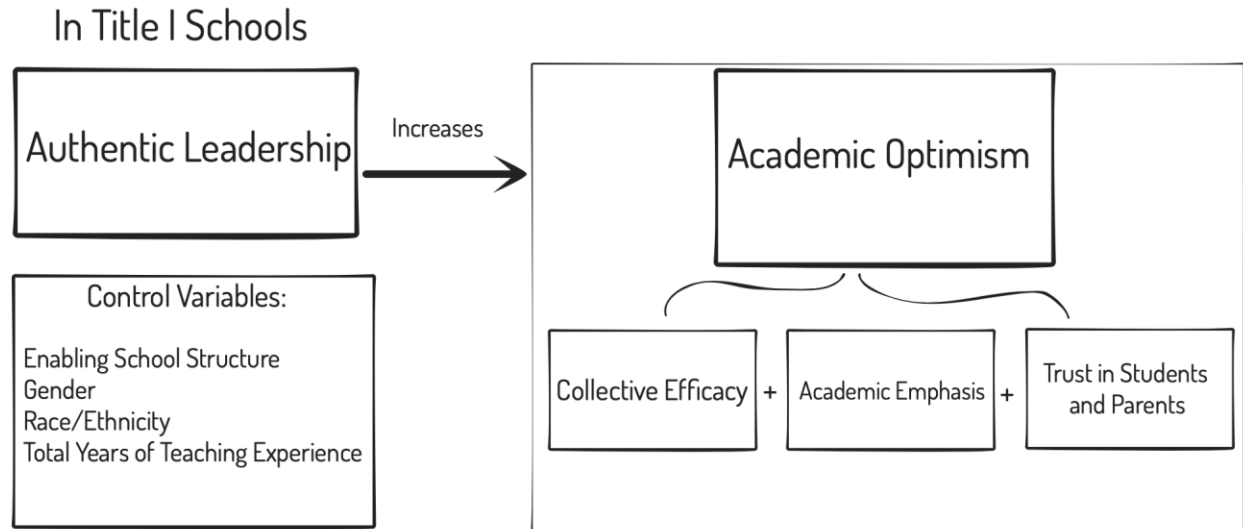 In Title I Schools
Authentic Leadership
Increases
Academic Optimism
Control Variables:
Enabling School Structure
Gender
Race/Ethnicity
Total Years of Teaching Experience
Collective Efficacy
+
Academic Emphasis
+
Trust in Students
and Parents